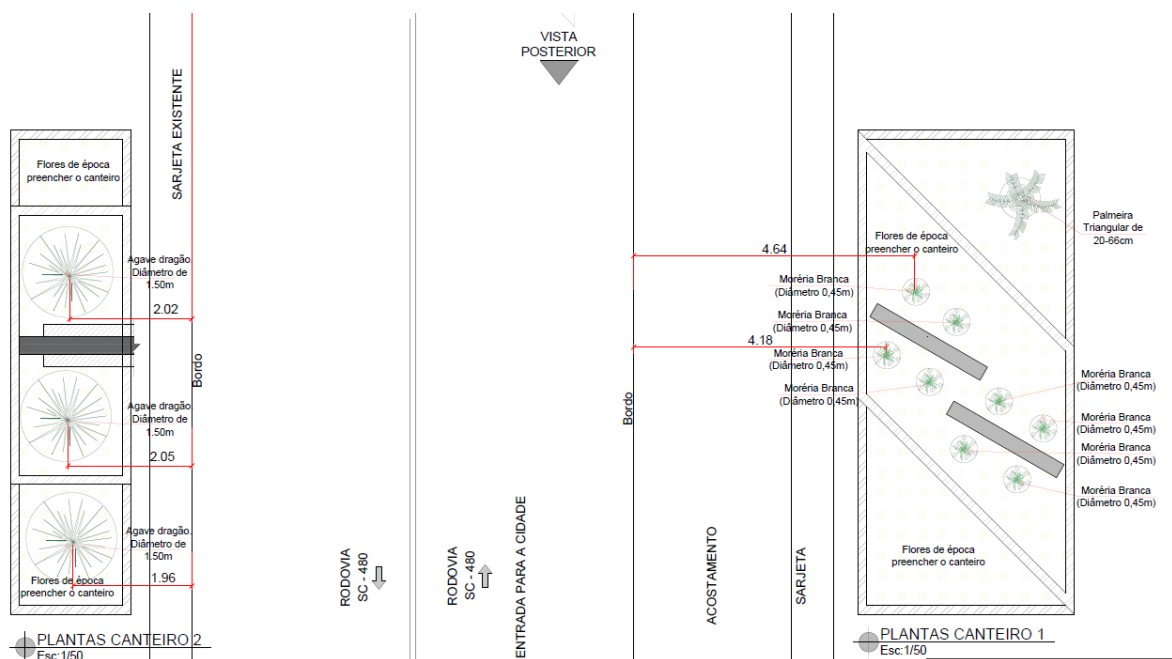 VISTA
POSTERIOR
SARJETA EXISTENTE
Flores de época
preencher o canteiro
Agave dragão.
Diâmetro de
1.50m
2.02
Bordo
Agave dragão.
Diâmetro de
1.50m
2.05
Agave dragão.
Diâmetro de
1.50m
1.96
Flores de época
preencher o canteiro
PLANTAS CANTEIRO 2
Esc:1/50
RODOVIA
SC - 480
RODOVIA
SC - 480
ENTRADA PARA A CIDADE
Bordo
ACOSTAMENTO
SARJETA
4.64
4.18
Flores de época
preencher o canteiro
Palmeira
Triangular de
20-66cm
Moréria Branca
(Diâmetro 0,45m)
Moréria Branca
(Diâmetro 0,45m)
Moréria Branca
(Diâmetro 0,45m)
Moréria Branca
(Diâmetro 0,45m)
Moréria Branca
(Diâmetro 0,45m)
Moréria Branca
(Diâmetro 0,45m)
Moréria Branca
(Diâmetro 0,45m)
Moréria Branca
(Diâmetro 0,45m)
Flores de época
preencher o canteiro
PLANTAS CANTEIRO 1
Esc:1/50